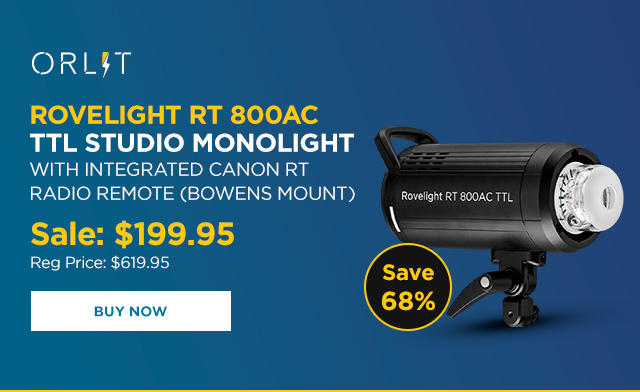 ORLIT
ROVELIGHT RT 800AC
TTL STUDIO MONOLIGHT
WITH INTEGRATED CANON RT
RADIO REMOTE (BOWENS MOUNT)
Sale: $199.95
Reg Price: $619.95
BUY NOW
Rovelight RT 800AC TTL
Save
68%